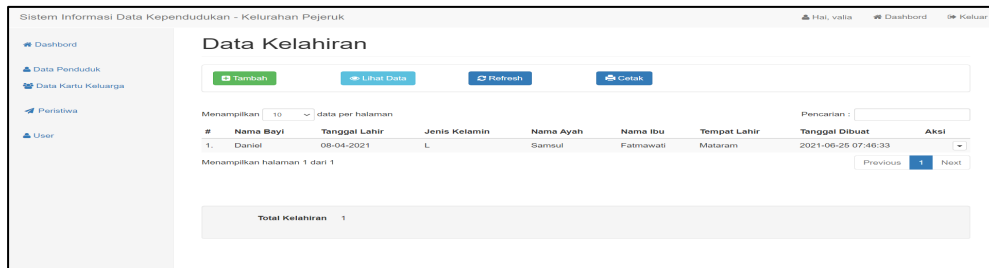 Sistem Informasi Data Kependudukan - Kelurahan Pejeruk Hai, valia Dashbord Keluar
Dashbord
Data Penduduk
Data Kartu Keluarga
Peristiwa
User
Data Kelahiran
Tambah Lihat Data Refresh Cetak
Menampilkan 10 data per halaman Pencarian :
# Nama Bayi Tanggal Lahir Jenis Kelamin Nama Ayah Nama Ibu Tempat Lahir Tanggal Dibuat Aksi
1. Daniel 08-04-2021 L Samsul Fatmawati Mataram 2021-06-25 07:46:33
Menampilkan halaman 1 dari 1 Previous 1 Next
Total Kelahiran 1